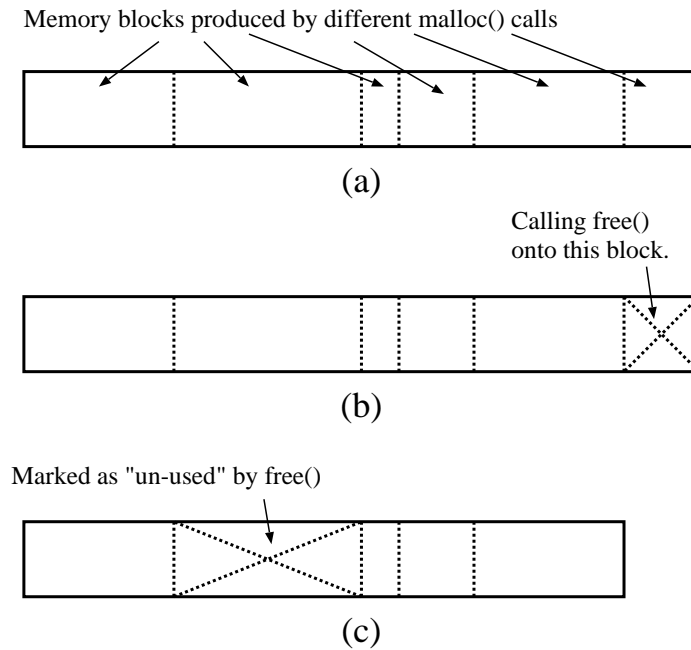 Memory blocks produced by different malloc() calls
(a)
Calling free()
onto this block.
(b)
Marked as "un-used" by free()
(c)